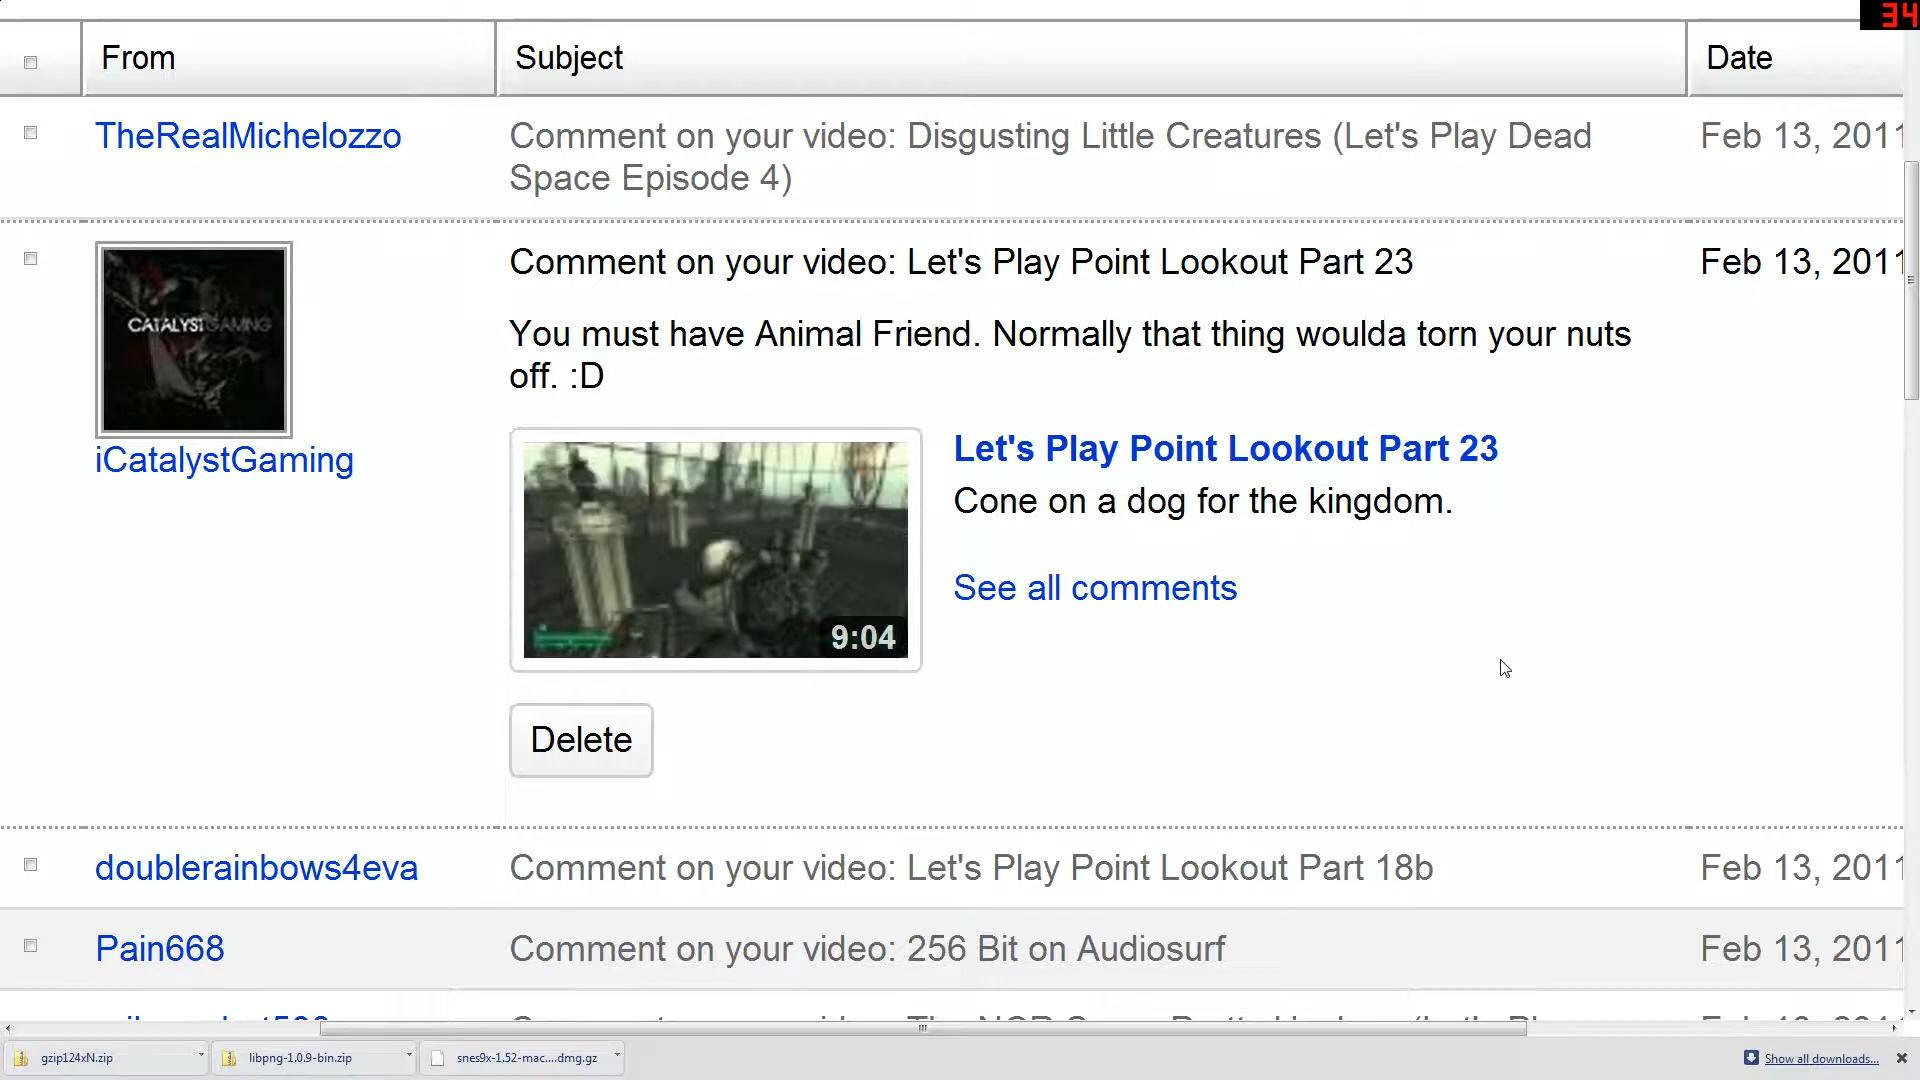 34
From Subject Date
TheRealMichelozzo Comment on your video: Disgusting Little Creatures (Let's Play Dead Feb 13, 2011
Space Episode 4)
Comment on your video: Let's Play Point Lookout Part 23 Feb 13, 2011
CATALYSTGAMING
You must have Animal Friend. Normally that thing woulda torn your nuts
off. :D
iCatalystGaming
Let's Play Point Lookout Part 23
Cone on a dog for the kingdom.
See all comments
9:04
Delete
doublerainbows4eva Comment on your video: Let's Play Point Lookout Part 18b Feb 13, 2011
Pain668 Comment on your video: 256 Bit on Audiosurf Feb 13, 2011
gzip124xN.zip libpng-1.0.9-bin.zip snes9x-1.52-mac....dmg.gz Show all downloads...